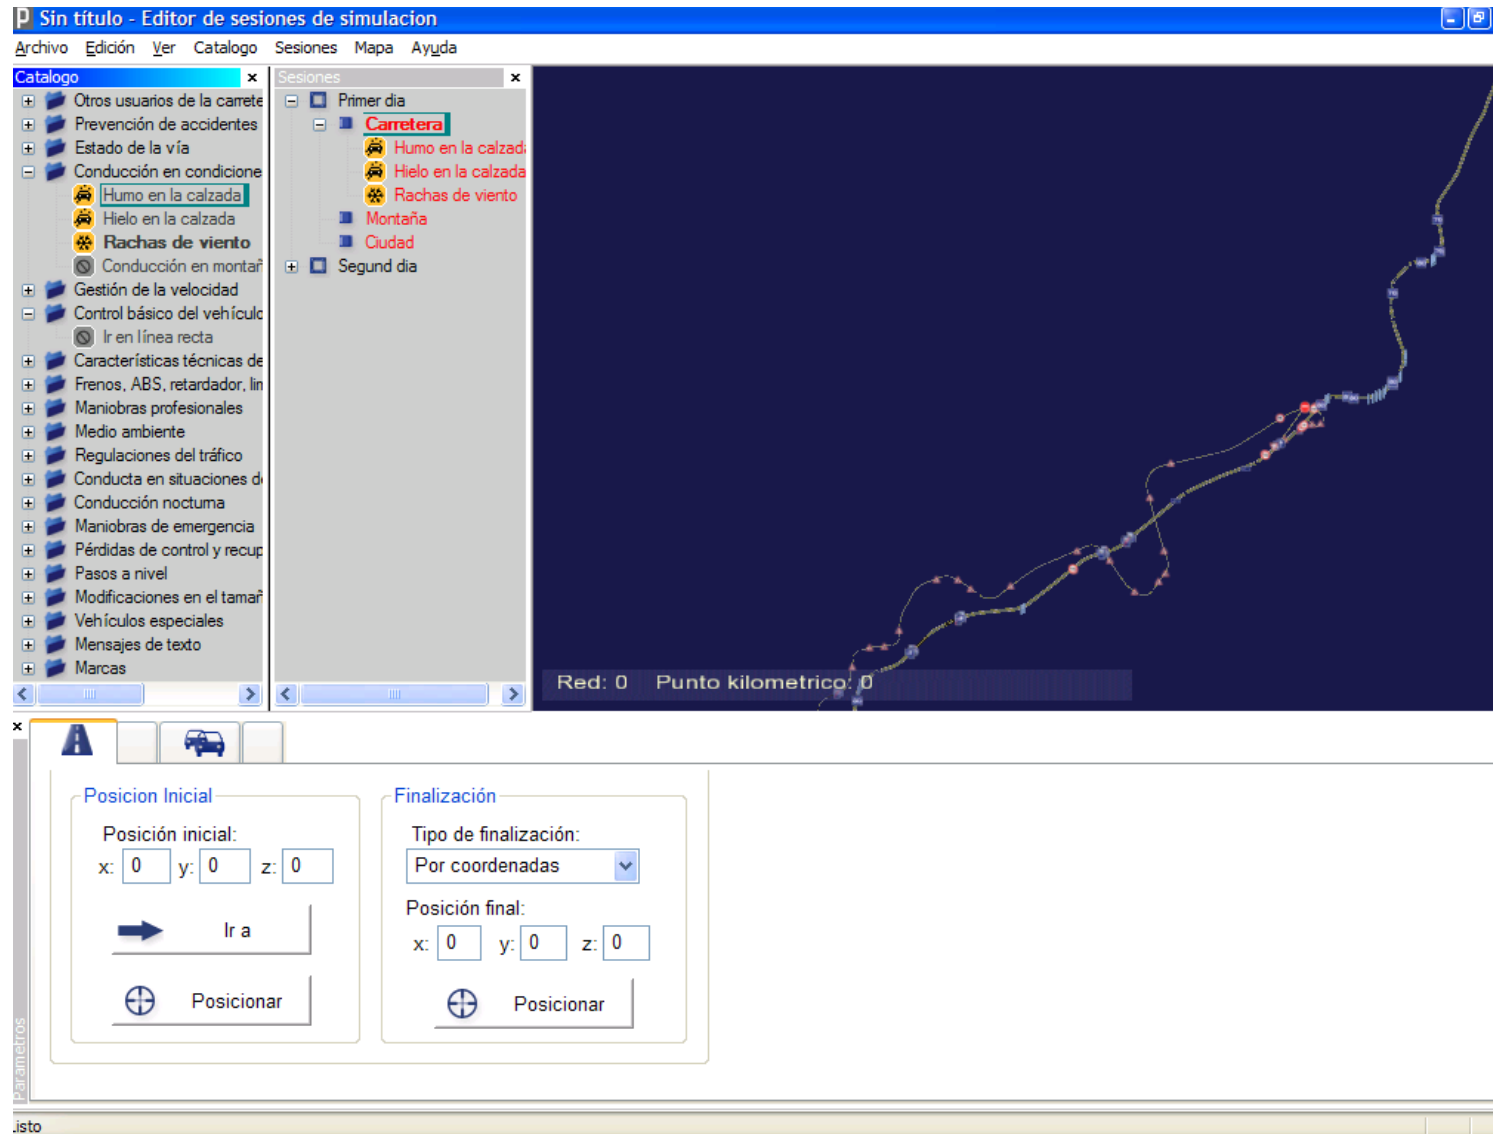 Sin título - Editor de sesiones de simulacion
Archivo Edición Ver Catalogo Sesiones Mapa Ayuda
Catalogo
Otros usuarios de la carrete
Prevención de accidentes
Estado de la vía
Conducción en condicione
Humo en la calzada
Hielo en la calzada
Rachas de viento
Conducción en montañ
Gestión de la velocidad
Control básico del vehículo
Ir en línea recta
Características técnicas de
Frenos, ABS, retardador, lin
Maniobras profesionales
Medio ambiente
Regulaciones del tráfico
Conducta en situaciones d
Conducción nocturna
Maniobras de emergencia
Pérdidas de control y recup
Pasos a nivel
Modificaciones en el tamañ
Vehículos especiales
Mensajes de texto
Marcas
Sesiones
Primer dia
Carretera
Humo en la calzada
Hielo en la calzada
Rachas de viento
Montaña
Ciudad
Segund dia
Red: 0 Punto kilometrico: 0
Parametros
Posicion Inicial
Posición inicial:
x: 0 y: 0 z: 0
Ir a
Posicionar
Finalización
Tipo de finalización:
Por coordenadas
Posición final:
x: 0 y: 0 z: 0
Posicionar
Listo